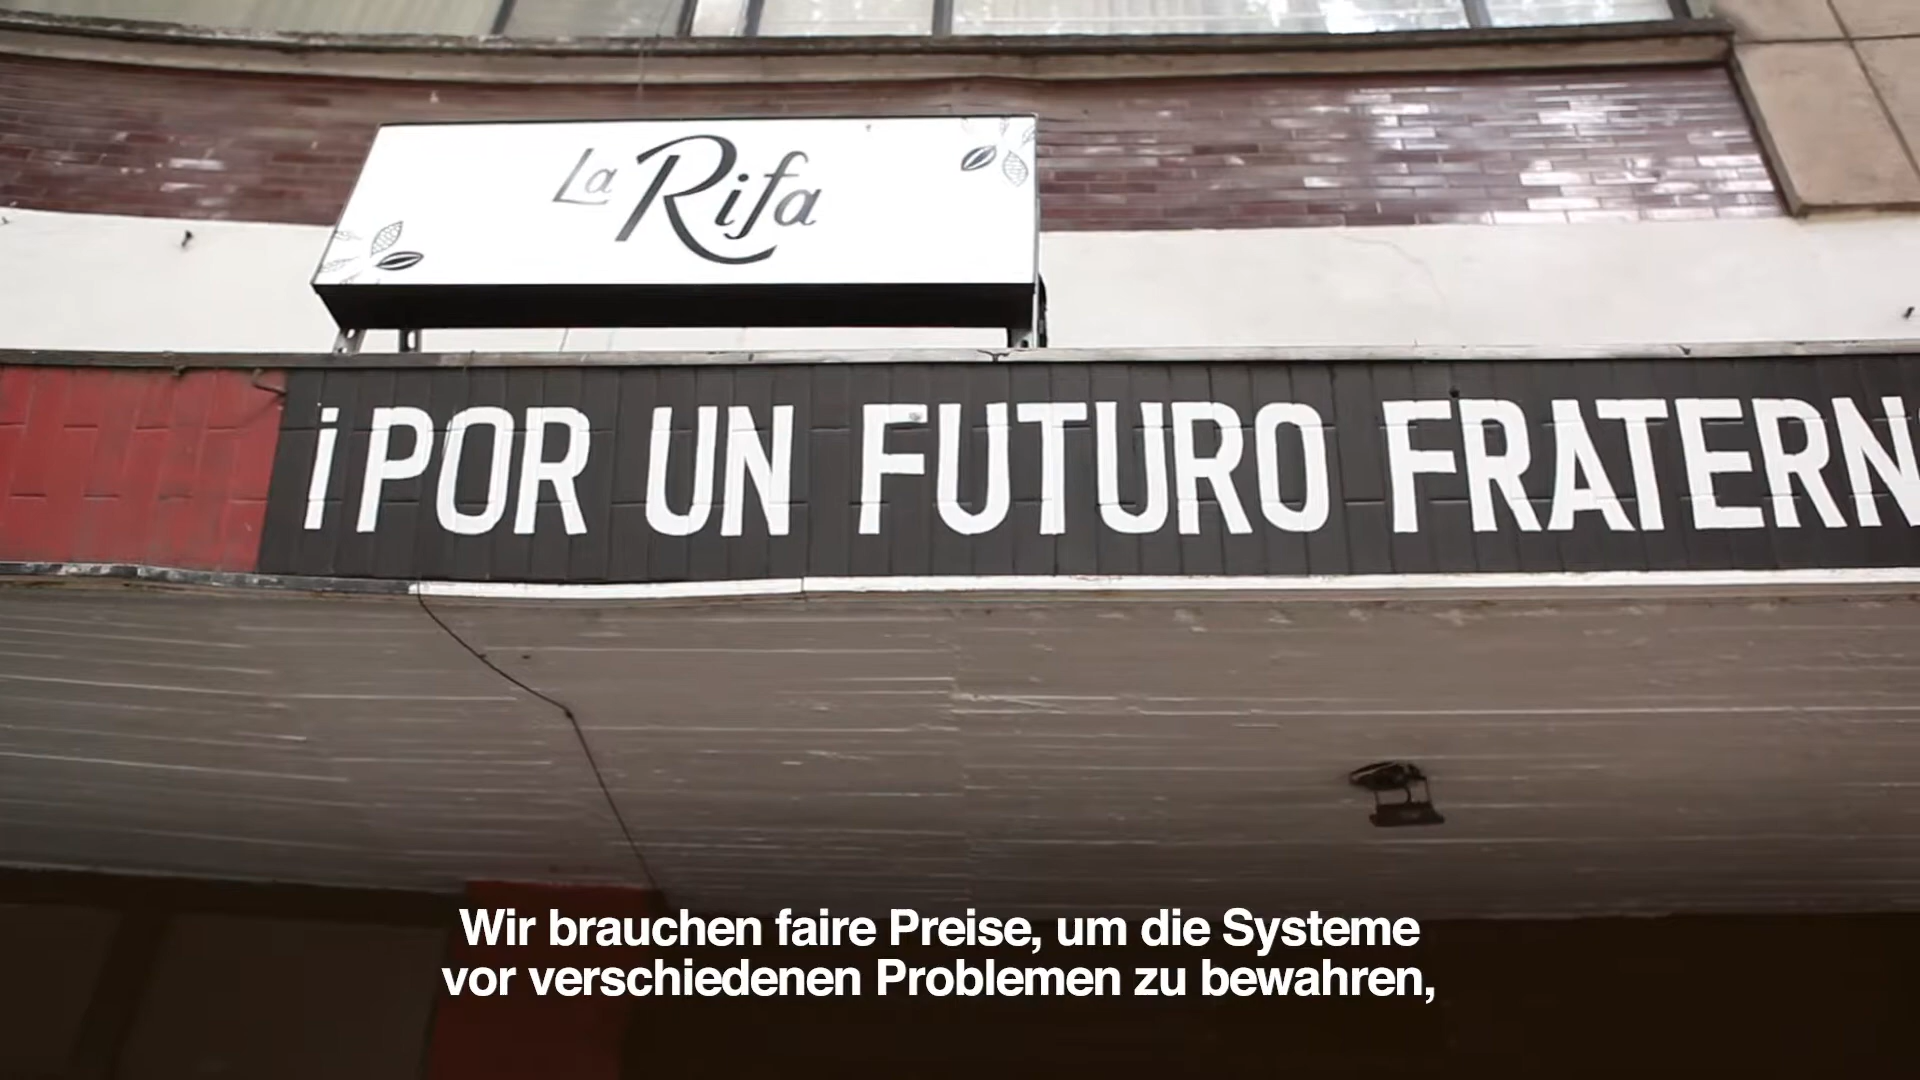 La Rifa
¡POR UN FUTURO FRATERN
Wir brauchen faire Preise, um die Systeme
vor verschiedenen Problemen zu bewahren,